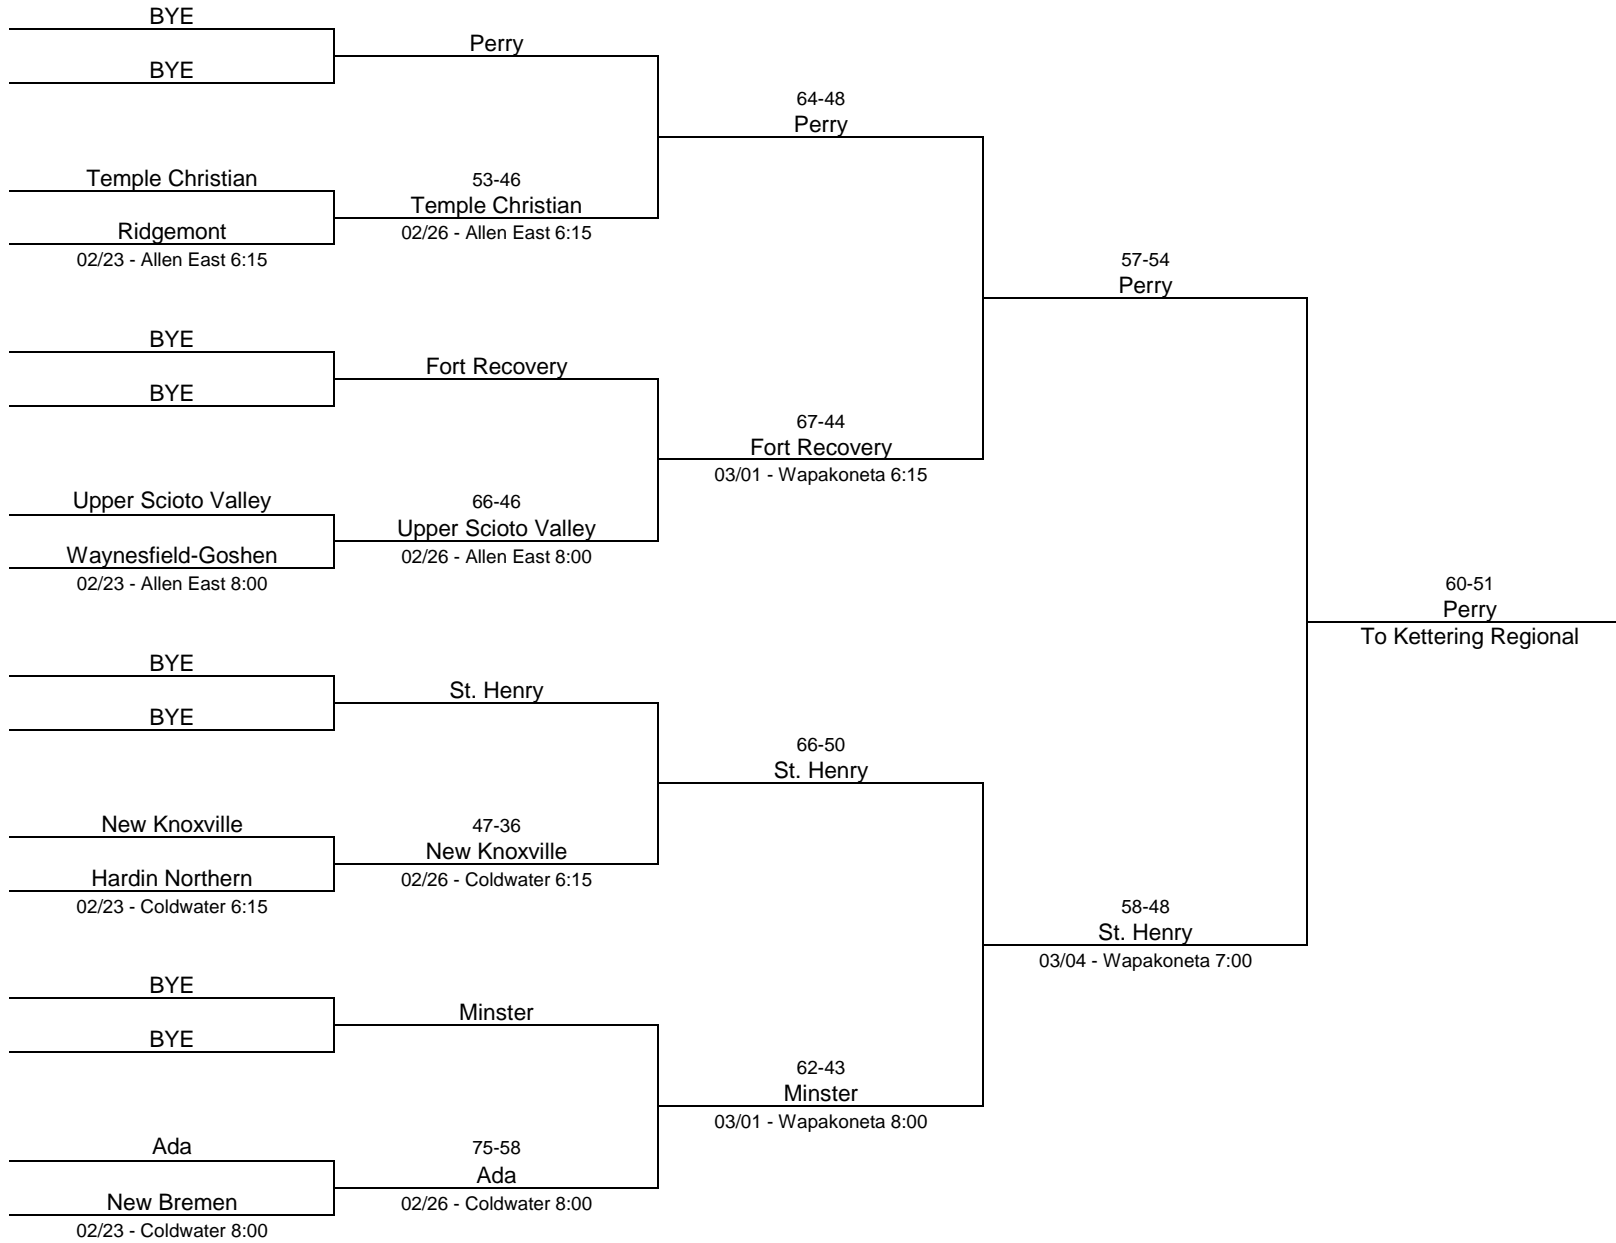 BYE
BYE
Perry
Temple Christian
Ridgemont
02/23 - Allen East 6:15
53-46
Temple Christian
02/26 - Allen East 6:15
64-48
Perry
BYE
BYE
Fort Recovery
Upper Scioto Valley
Waynesfield-Goshen
02/23 - Allen East 8:00
66-46
Upper Scioto Valley
02/26 - Allen East 8:00
67-44
Fort Recovery
03/01 - Wapakoneta 6:15
57-54
Perry
BYE
BYE
St. Henry
New Knoxville
Hardin Northern
02/23 - Coldwater 6:15
47-36
New Knoxville
02/26 - Coldwater 6:15
66-50
St. Henry
BYE
BYE
Minster
Ada
New Bremen
02/23 - Coldwater 8:00
75-58
Ada
02/26 - Coldwater 8:00
62-43
Minster
03/01 - Wapakoneta 8:00
58-48
St. Henry
03/04 - Wapakoneta 7:00
60-51
Perry
To Kettering Regional